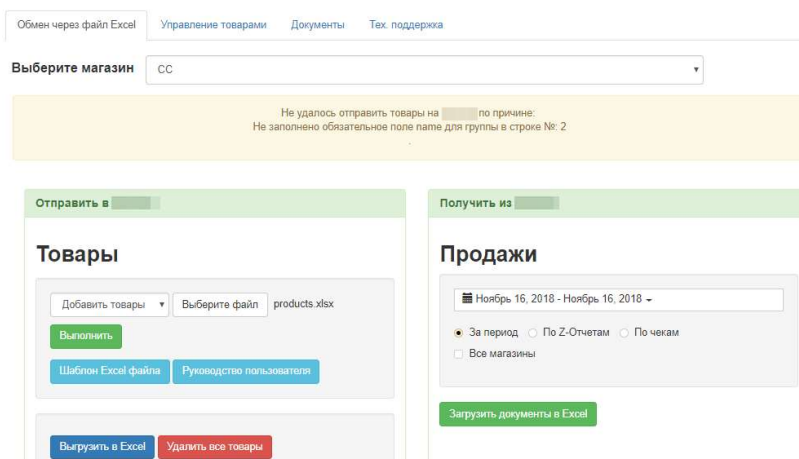 Обмен через файл Excel Управление товарами Документы Тех. поддержка
Выберите магазин CC
Не удалось отправить товары на по причине:
Не заполнено обязательное поле name для группы в строке №: 2
.
Отправить в
Товары
Добавить товары Выберите файл products.xlsx
Выполнить
Шаблон Excel файла Руководство пользователя
Выгрузить в Excel Удалить все товары
Получить из
Продажи
Ноябрь 16, 2018 - Ноябрь 16, 2018
За период По Z-Отчетам По чекам
Все магазины
Загрузить документы в Excel